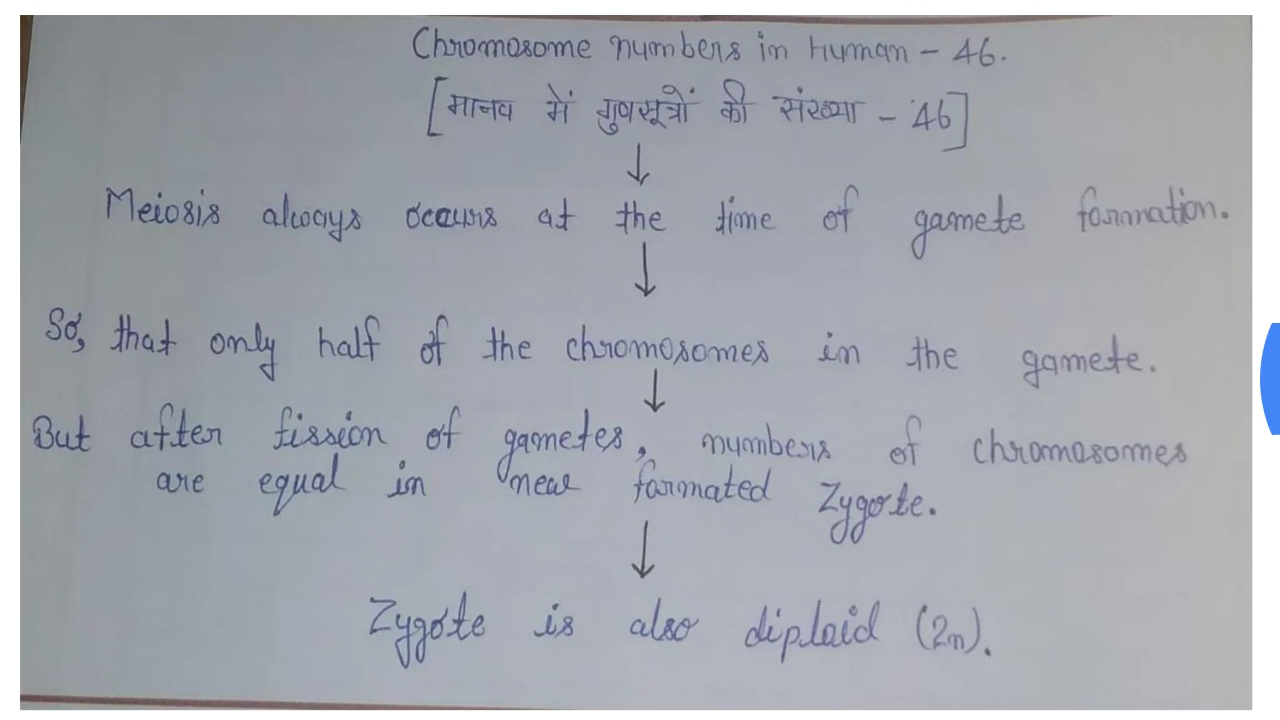 Chromosome numbers in Human - 46.
[मानव में गुणसूत्रों की संख्या - 46]
↓
Meiosis always occurs at the time of gamete formation.
↓
So, that only half of the chromosomes in the gamete.
↓
But after fission of gametes, numbers of chromosomes
are equal in new formated Zygote.
↓
Zygote is also diploid (2n).